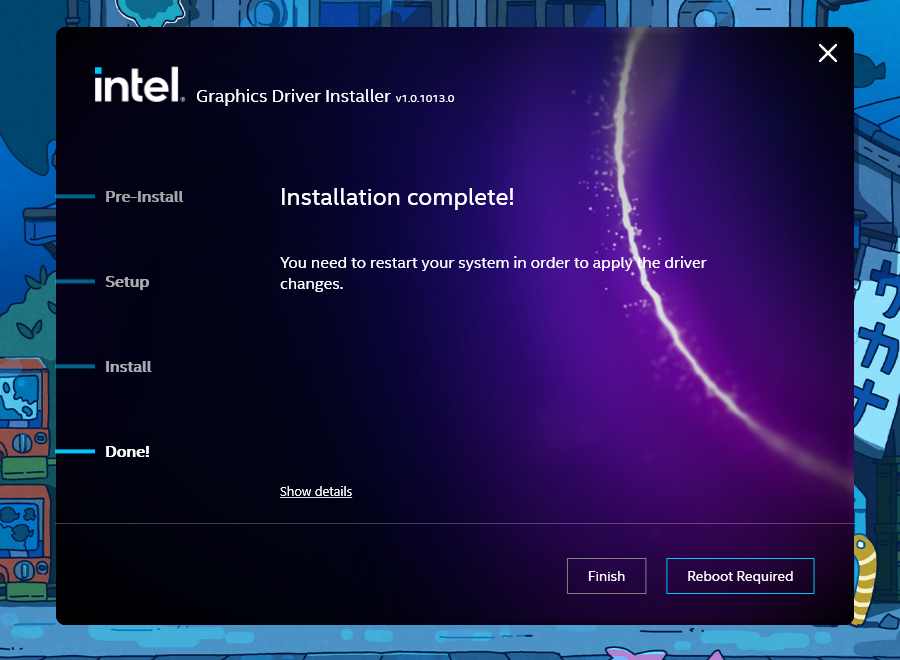 intel® Graphics Driver Installer v1.0.1013.0
Pre-Install
Installation complete!
You need to restart your system in order to apply the driver
changes.
Setup
Install
Done!
Show details
Finish
Reboot Required
サカナ